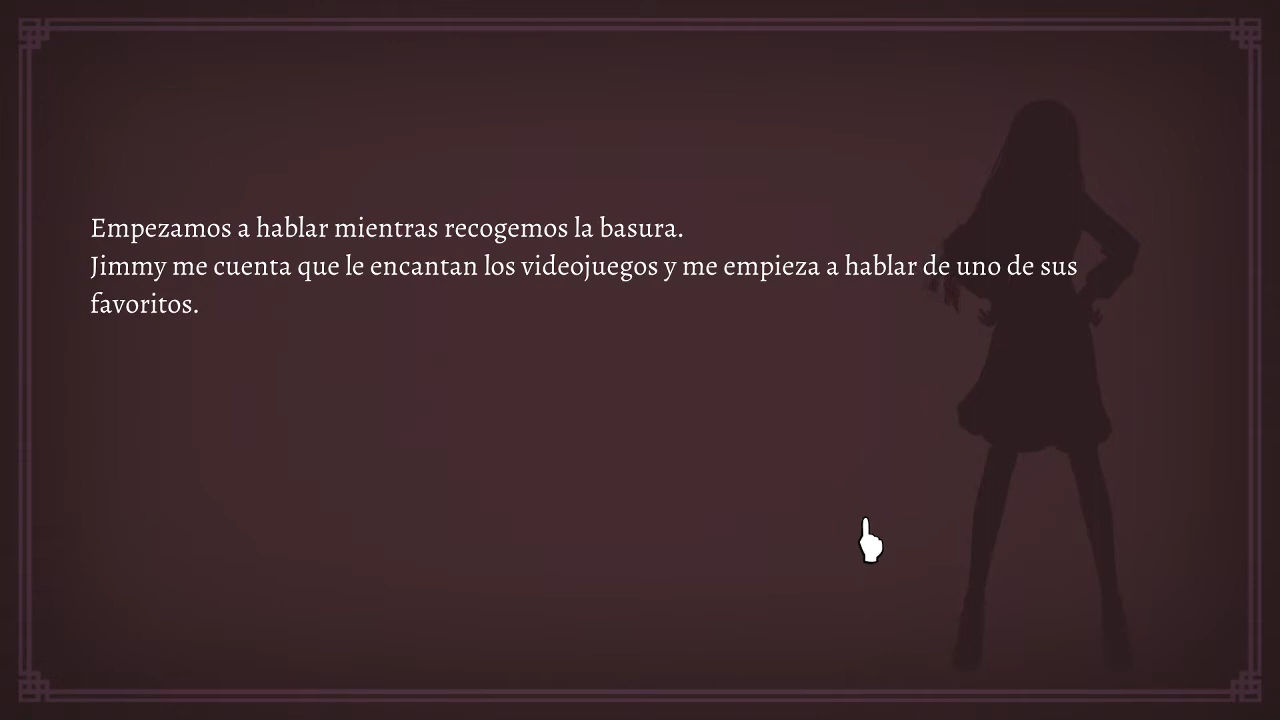 Empezamos a hablar mientras recogemos la basura.
Jimmy me cuenta que le encantan los videojuegos y me empieza a hablar de uno de sus
favoritos.